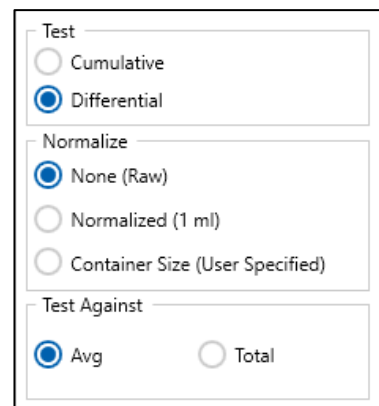 Test
Cumulative
Differential
Normalize
None (Raw)
Normalized (1 ml)
Container Size (User Specified)
Test Against
Avg Total